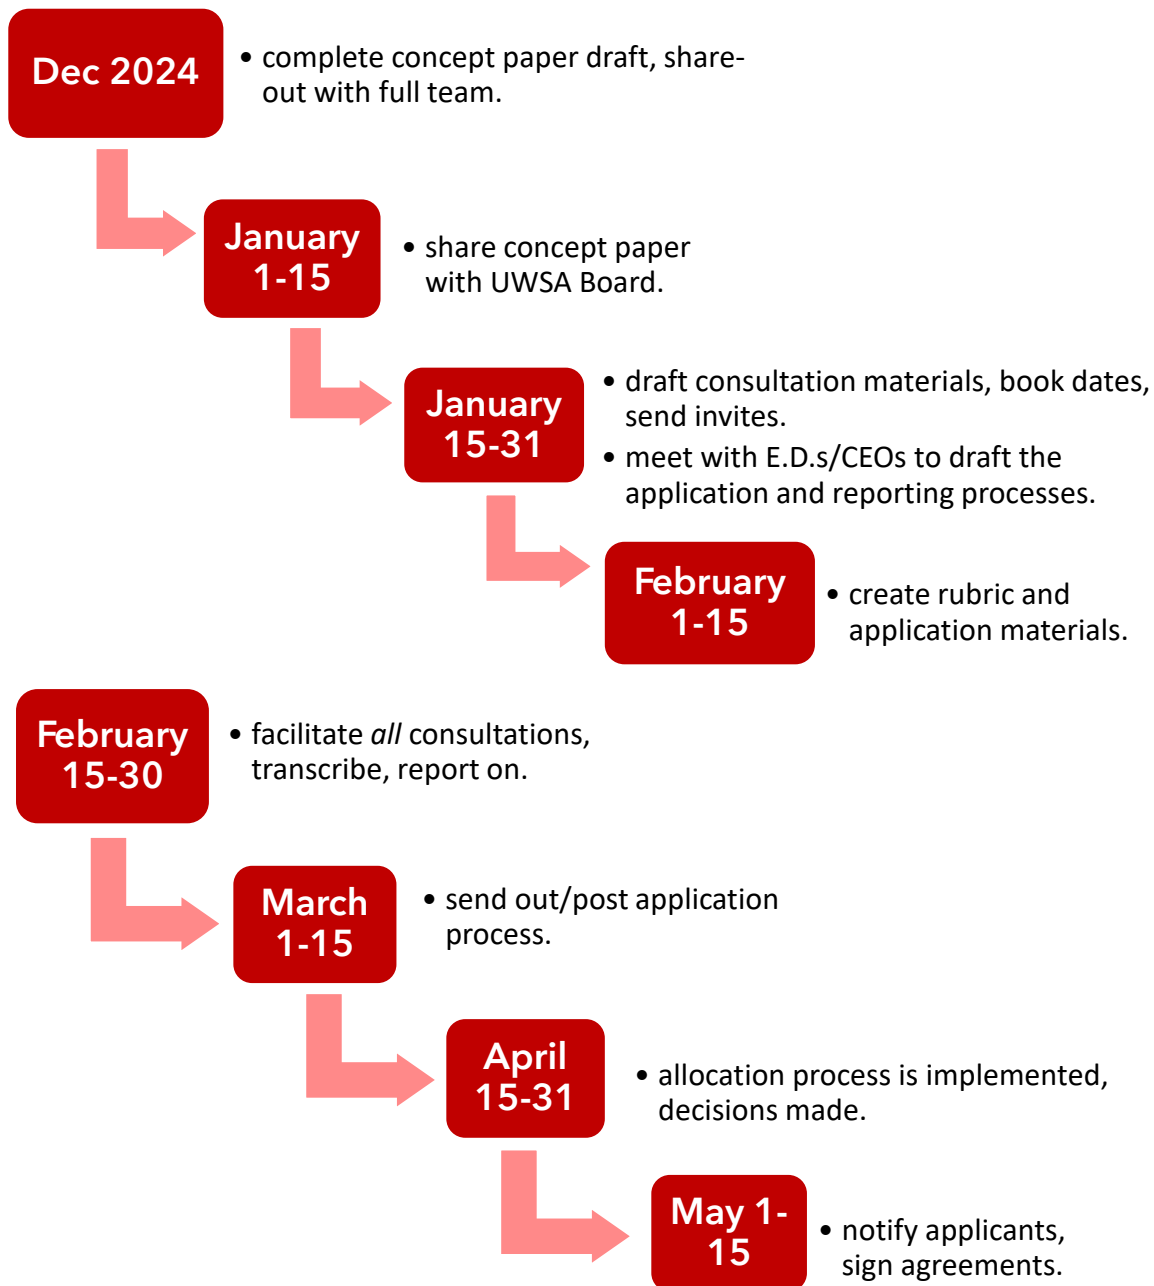 Dec 2024
• complete concept paper draft, share-
out with full team.
January
1-15
• share concept paper
with UWSA Board.
January
15-31
• draft consultation materials, book dates,
send invites.
• meet with E.D.s/CEOs to draft the
application and reporting processes.
February
1-15
• create rubric and
application materials.
February
15-30
• facilitate all consultations,
transcribe, report on.
March
1-15
• send out/post application
process.
April
15-31
• allocation process is implemented,
decisions made.
May 1-
15
• notify applicants,
sign agreements.